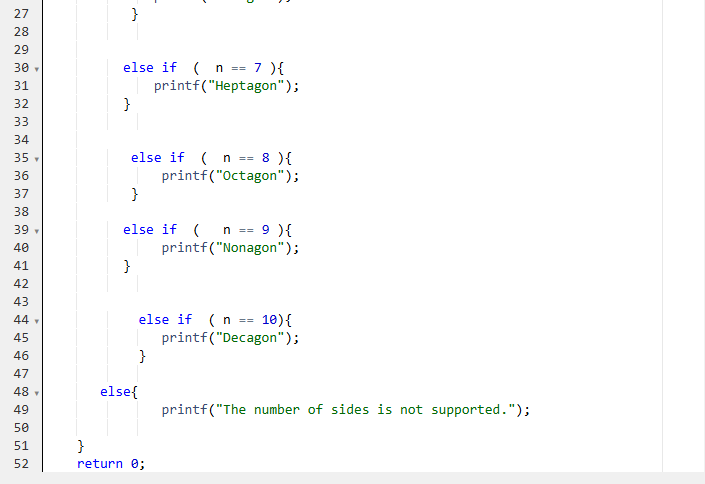 27 }
28
29
30 else if ( n == 7 ){
31 printf("Heptagon");
32 }
33
34
35 else if ( n == 8 ){
36 printf("Octagon");
37 }
38
39 else if ( n == 9 ){
40 printf("Nonagon");
41 }
42
43
44 else if ( n == 10){
45 printf("Decagon");
46 }
47
48 else{
49 printf("The number of sides is not supported.");
50
51 }
52 return 0;